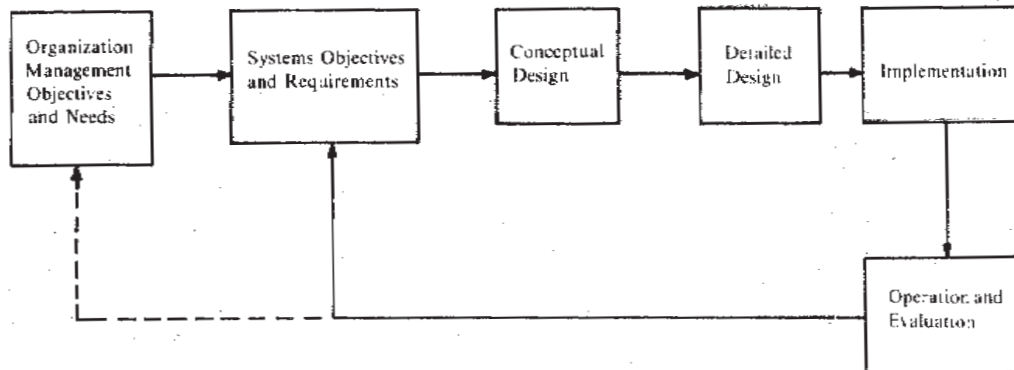 Organization
Management
Objectives
and Needs
Systems Objectives
and Requirements
Conceptual
Design
Detailed
Design
Implementation
Operation and
Evaluation